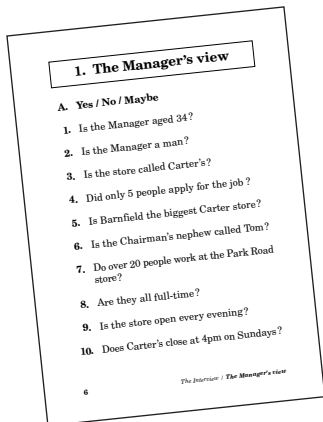 1. The Manager's view
A. Yes / No / Maybe
1. Is the Manager aged 34?
2. Is the Manager a man?
3. Is the store called Carter's?
4. Did only 5 people apply for the job?
5. Is Barnfield the biggest Carter store?
6. Is the Chairman's nephew called Tom?
7. Do over 20 people work at the Park Road
store?
8. Are they all full-time?
9. Is the store open every evening?
10. Does Carter's close at 4pm on Sundays?
6 The Interview / The Manager's view